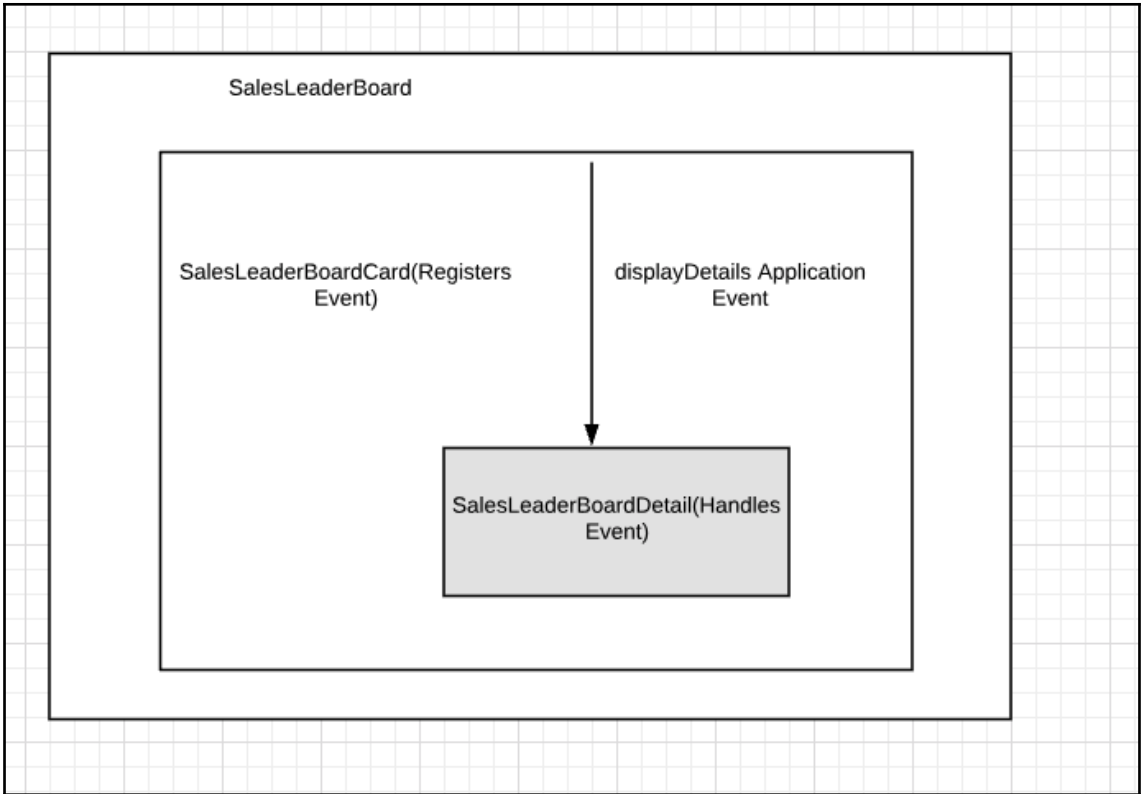 SalesLeaderBoard
SalesLeaderBoardCard(Registers
Event)
displayDetails Application
Event
SalesLeaderBoardDetail(Handles
Event)